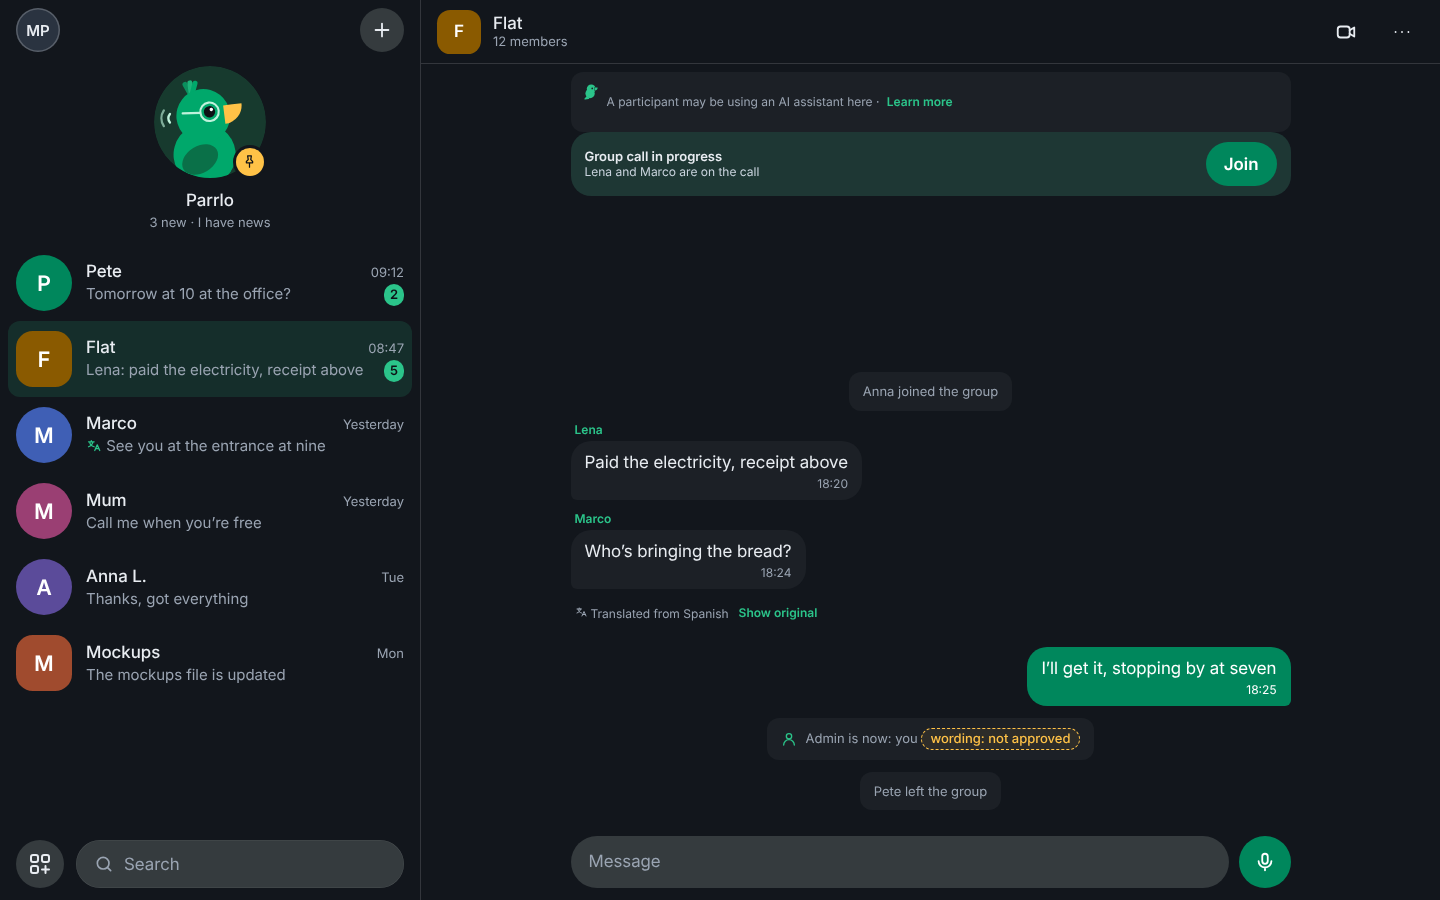 MP
Parrlo
3 new · I have news
P
Pete
09:12
Tomorrow at 10 at the office?
2
F
Flat
08:47
Lena: paid the electricity, receipt above
5
M
Marco
Yesterday
See you at the entrance at nine
M
Mum
Yesterday
Call me when you’re free
A
Anna L.
Tue
Thanks, got everything
M
Mockups
Mon
The mockups file is updated
Search
F
Flat
12 members
A participant may be using an AI assistant here · Learn more
Group call in progress
Lena and Marco are on the call
Join
Anna joined the group
Lena
Paid the electricity, receipt above
18:20
Marco
Who’s bringing the bread?
18:24
Translated from Spanish Show original
I’ll get it, stopping by at seven
18:25
Admin is now: you wording: not approved
Pete left the group
Message